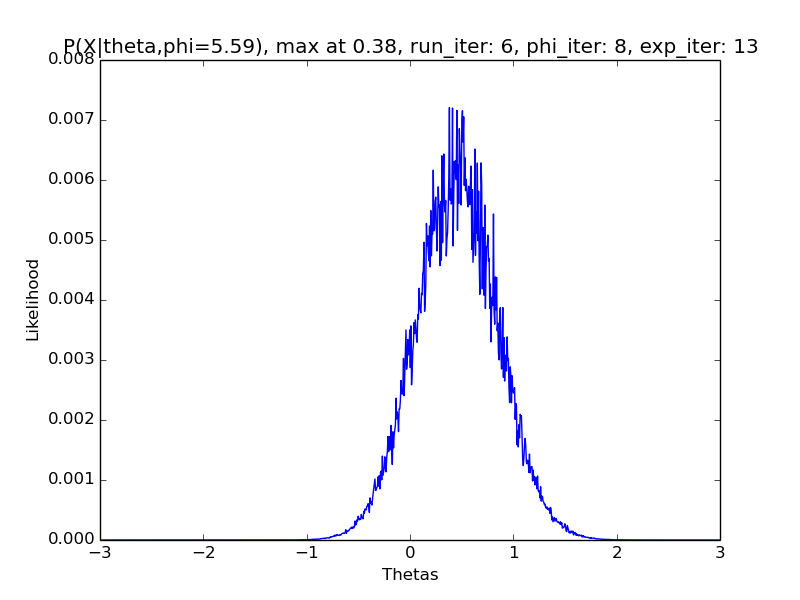 P(X|theta,phi=5.59), max at 0.38, run_iter: 6, phi_iter: 8, exp_iter: 13
0.008
0.007
0.006
0.005
0.004
0.003
0.002
0.001
0.000
Likelihood
−3 −2 −1 0 1 2 3
Thetas